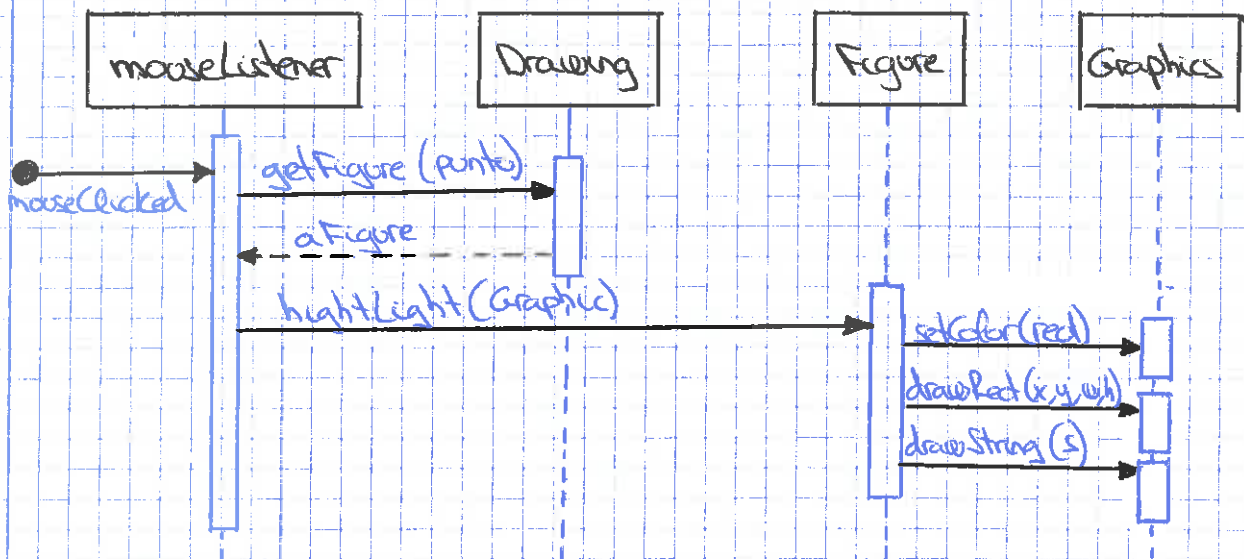 mouseListener
Drawing
Figure
Graphics
mouseClicked
getFigure (punto)
aFigure
hightLight (Graphic)
setColor (red)
drawRect (x,y,w,h)
drawString (s)